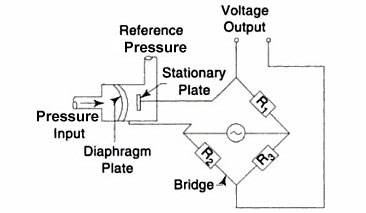 Voltage
Output
Reference
Pressure
Stationary
Plate
Pressure
Input
Diaphragm
Plate
Bridge
R1
R2
R3